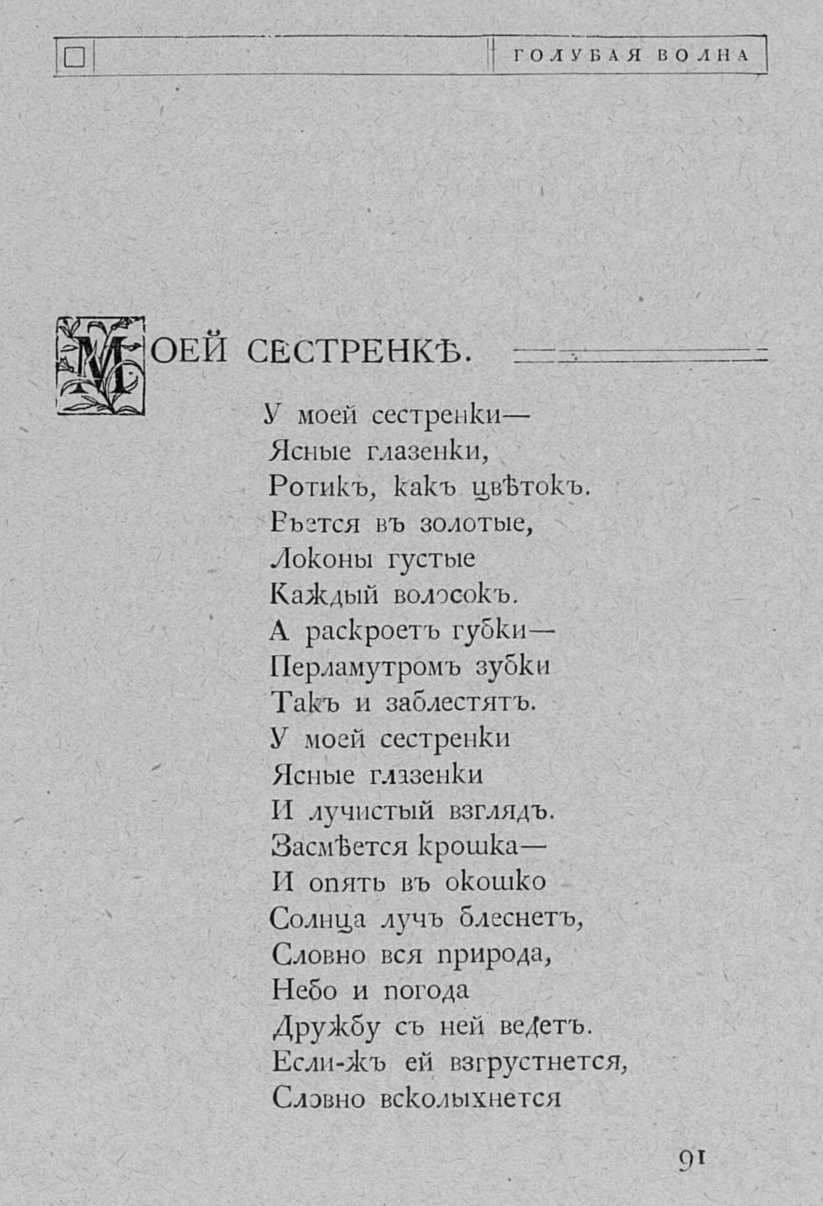 ГОЛУБАЯ ВОЛНА
МОЕЙ СЕСТРЕНКѢ.
У моей сестренки—
Ясные глазенки,
Ротикъ, какъ цвѣтокъ.
Вьется въ золотые,
Локоны густые
Каждый волосокъ.
А раскроетъ губки—
Перламутромъ зубки
Такъ и заблестятъ.
У моей сестренки
Ясные глазенки
И лучистый взглядъ.
Засмѣется крошка—
И опять въ окошко
Солнца лучъ блеснетъ,
Словно вся природа,
Небо и погода
Дружбу съ ней ведетъ.
Если-жъ ей взгрустнется,
Словно всколыхнется
91